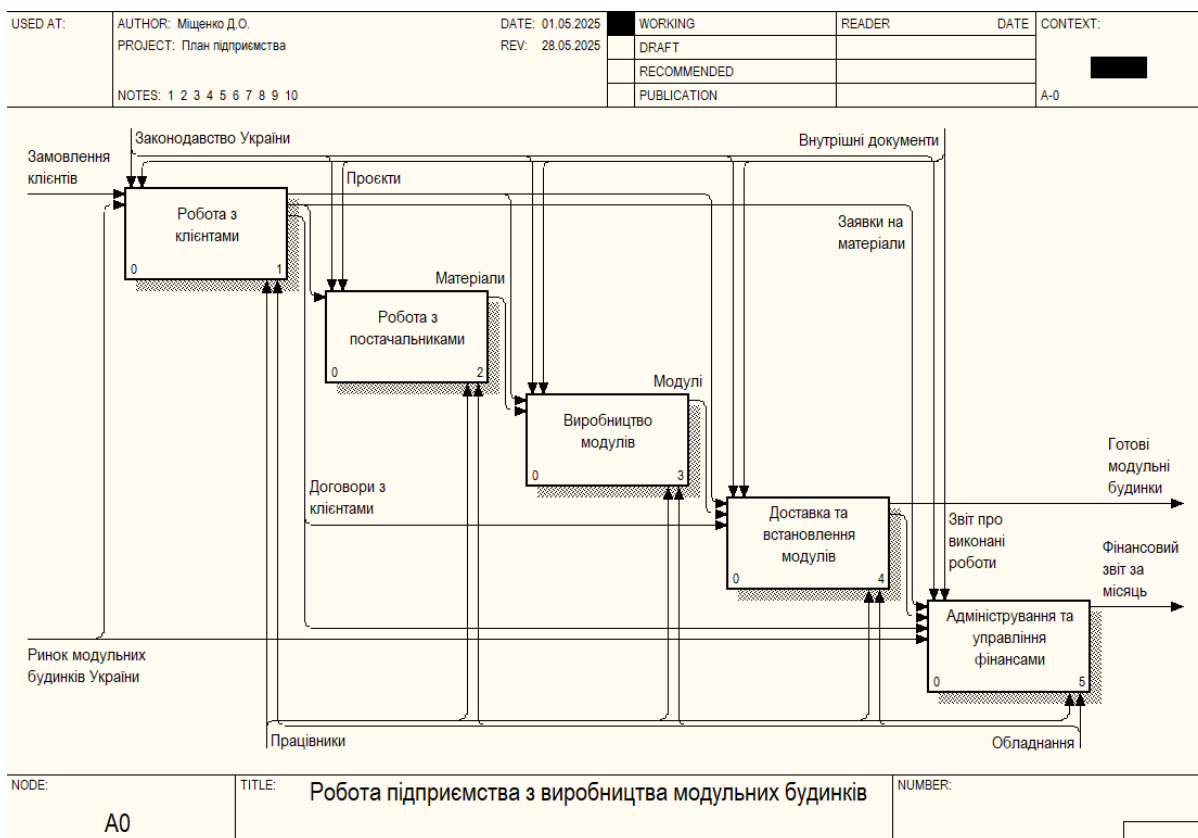 USED AT:
AUTHOR: Міщенко Д.О.
DATE: 01.05.2025
PROJECT: План підприємства
REV: 28.05.2025
NOTES: 1 2 3 4 5 6 7 8 9 10
WORKING
DRAFT
RECOMMENDED
PUBLICATION
READER
DATE
CONTEXT:
A-0
Законодавство України
Внутрішні документи
Замовлення
клієнтів
Проєкти
Робота з
клієнтами
0
1
Заявки на
матеріали
Матеріали
Робота з
постачальниками
0
2
Модулі
Виробництво
модулів
0
3
Готові
модульні
будинки
Договори з
клієнтами
Доставка та
встановлення
модулів
0
4
Звіт про
виконані
роботи
Фінансовий
звіт за
місяць
Адміністрування та
управління
фінансами
0
5
Ринок модульних
будинків України
Працівники
Обладнання
NODE:
A0
TITLE:
Робота підприємства з виробництва модульних будинків
NUMBER: